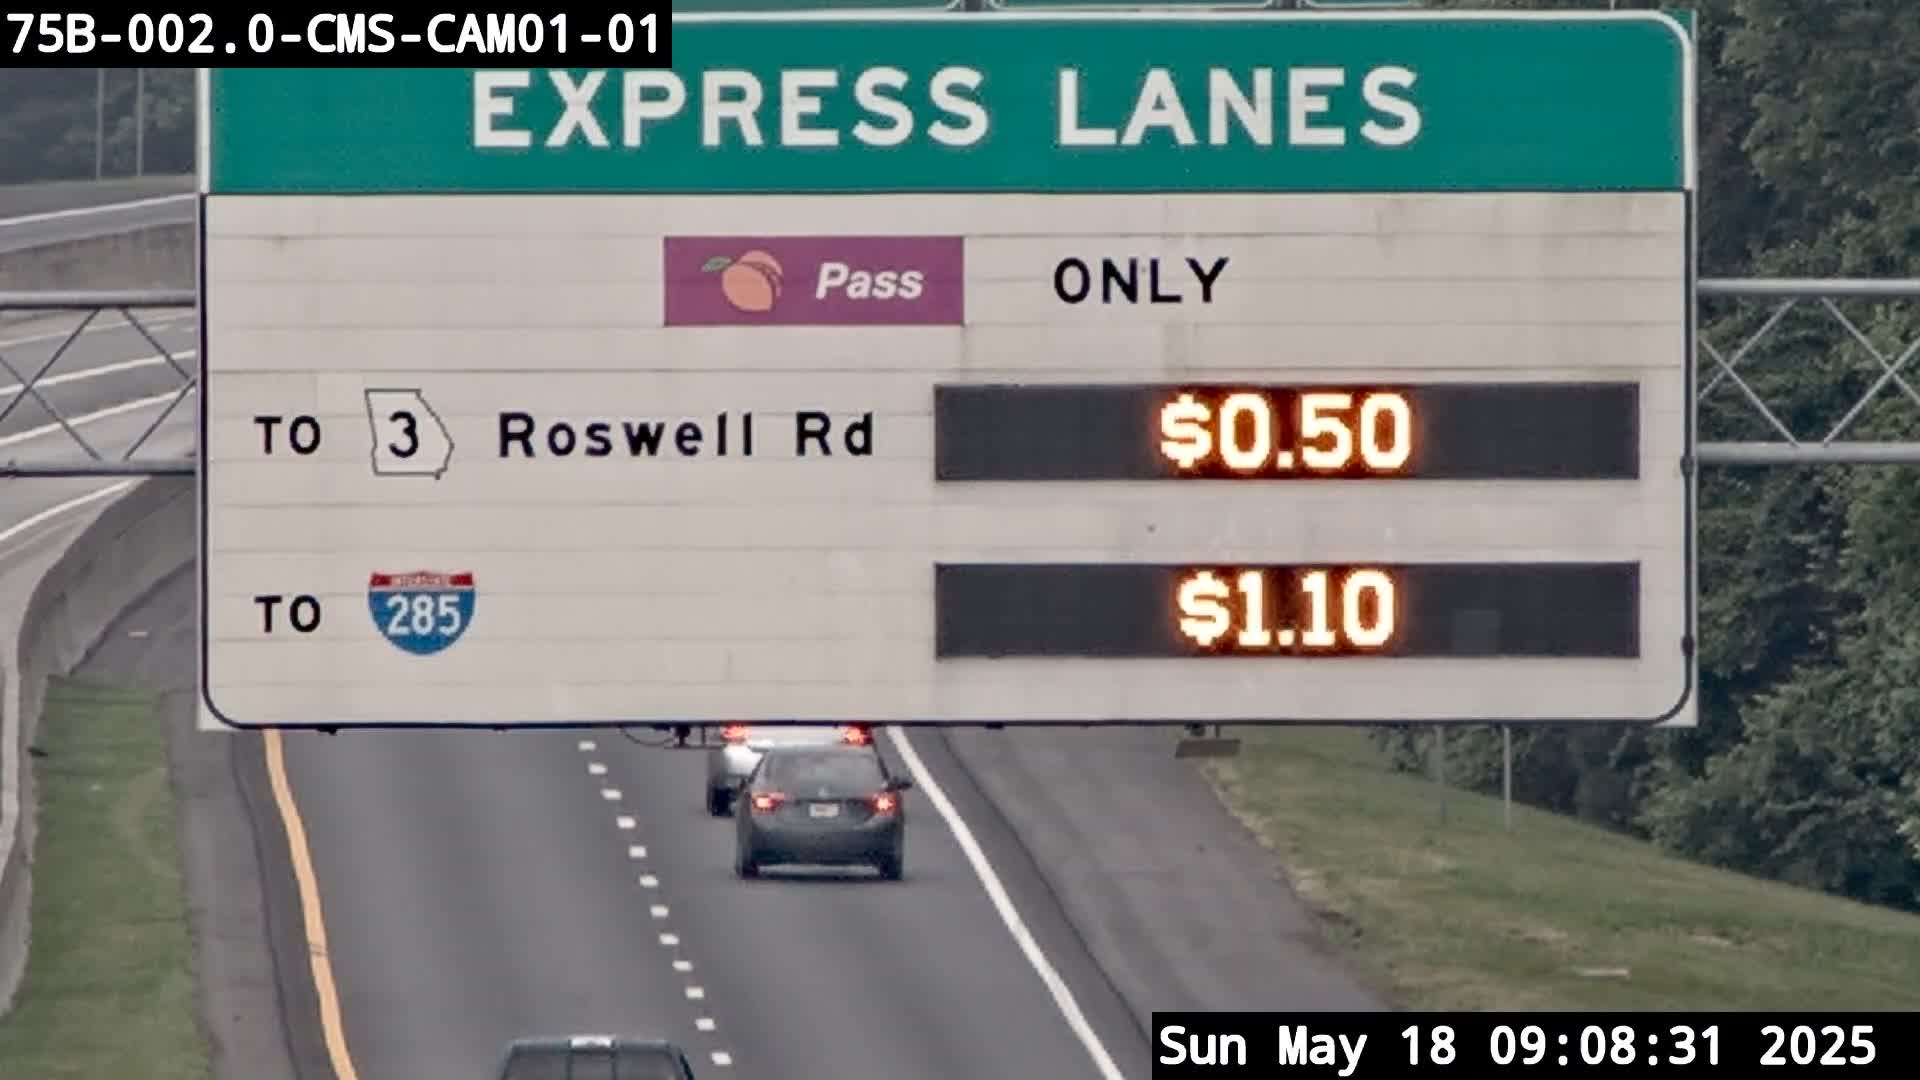 75B-002.0-CMS-CAM01-01
EXPRESS LANES
Pass ONLY
TO 3 Roswell Rd $0.50
TO 285 $1.10
Sun May 18 09:08:31 2025